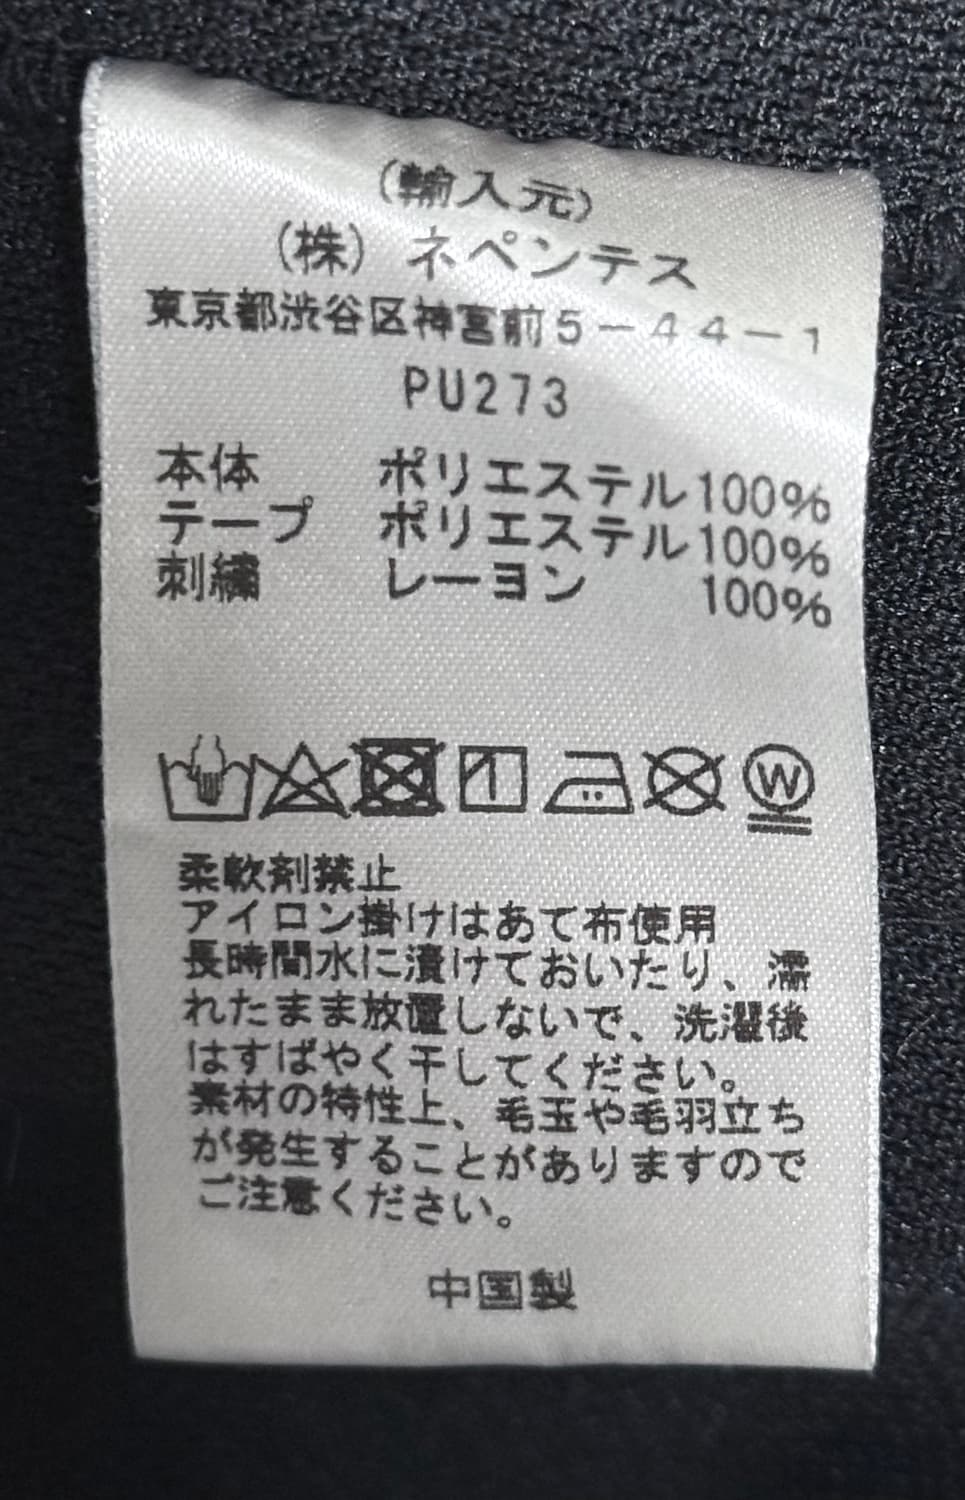 (輸入元)
(株) ネペンテス
東京都渋谷区神宮前5-44-1
PU273
本体 ポリエステル100%
テープ ポリエステル100%
刺繍 レーヨン 100%
W
柔軟剤禁止
アイロン掛けはあて布使用
長時間水に漬けておいたり、濡
れたまま放置しないで、洗濯後
はすばやく干してください。
素材の特性上、毛玉や毛羽立ち
が発生することがありますので
ご注意ください。
中国製